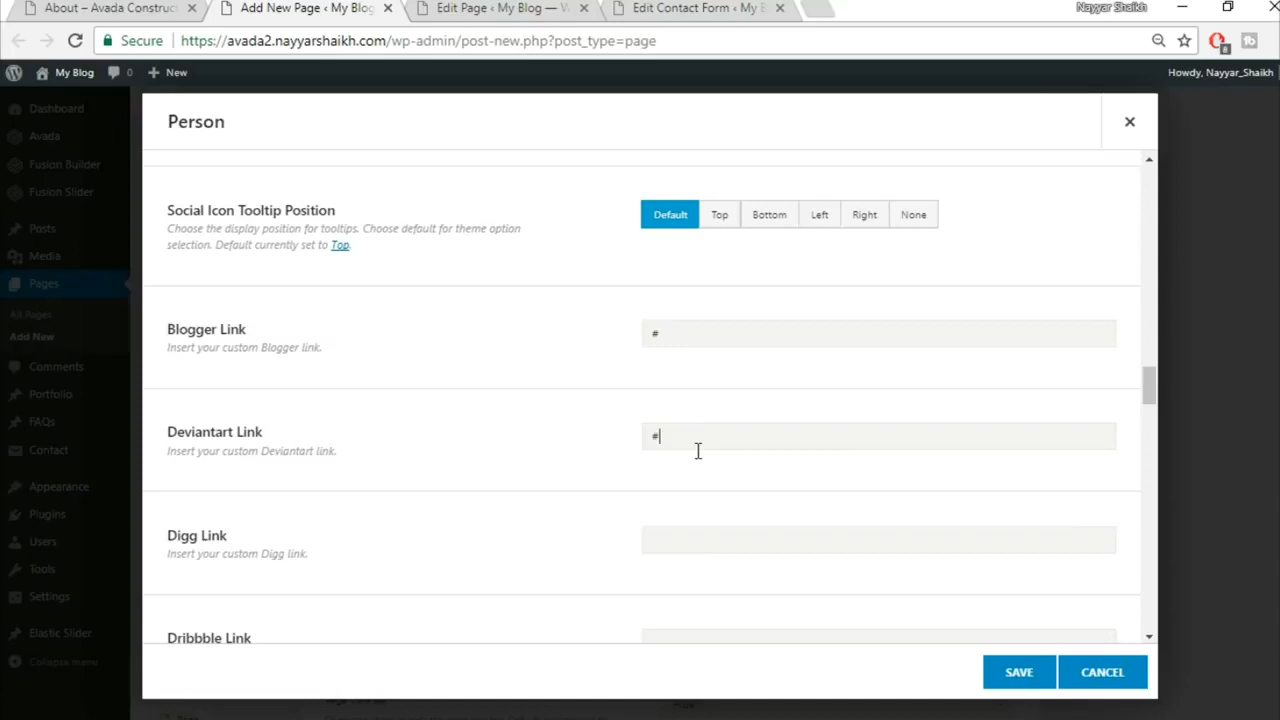 About – Avada Construct
Add New Page ‹ My Blog
Edit Page ‹ My Blog — W
Edit Contact Form ‹ My B
Nayyar Shaikh
Secure
https://avada2.nayyarshaikh.com/wp-admin/post-new.php?post_type=page
8
My Blog
0
New
Howdy, Nayyar_Shaikh
Dashboard
Avada
Fusion Builder
Fusion Slider
Posts
Media
Pages
All Pages
Add New
Comments
Portfolio
FAQs
Contact
Appearance
Plugins
Users
Tools
Settings
Elastic Slider
Collapse menu
Person
Social Icon Tooltip Position
Choose the display position for tooltips. Choose default for theme option
selection. Default currently set to Top.
Default
Top
Bottom
Left
Right
None
Blogger Link
Insert your custom Blogger link.
#
Deviantart Link
Insert your custom Deviantart link.
#
Digg Link
Insert your custom Digg link.
Dribbble Link
SAVE
CANCEL